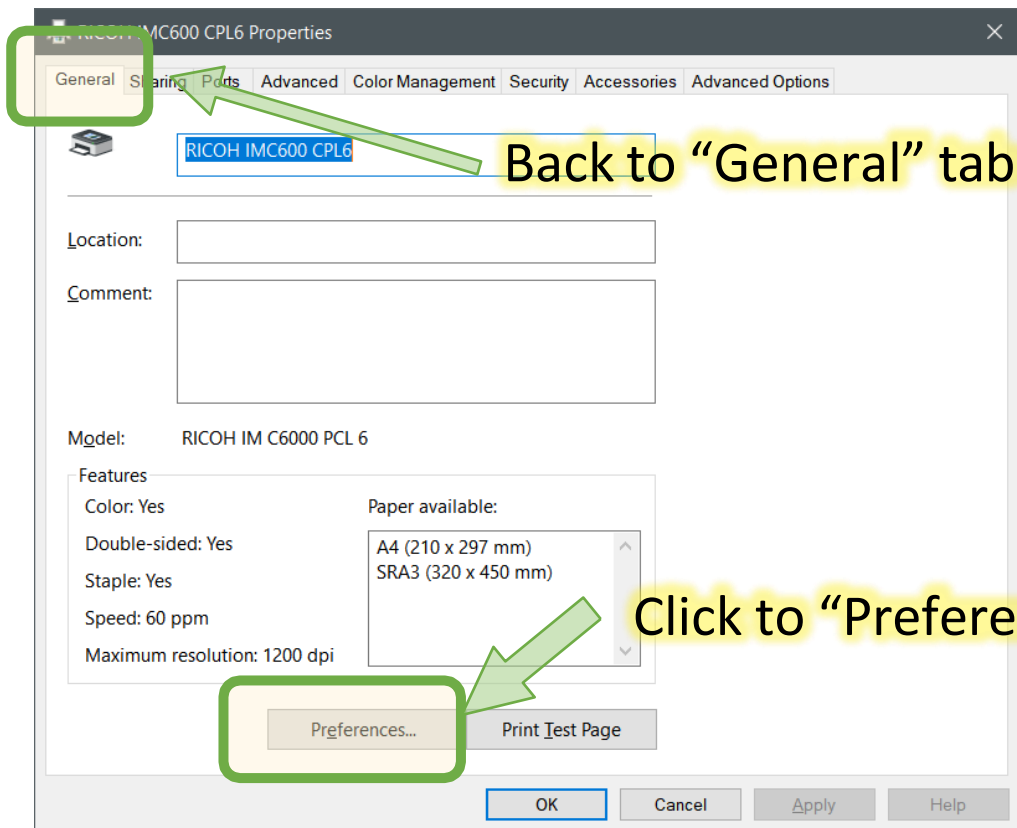 RICOH IMC600 CPL6 Properties
General Sharing Ports Advanced Color Management Security Accessories Advanced Options
RICOH IMC600 CPL6
Back to “General” tab
Location:
Comment:
Model: RICOH IM C6000 PCL 6
Features
Color: Yes Paper available:
Double-sided: Yes A4 (210 x 297 mm)
Staple: Yes SRA3 (320 x 450 mm)
Speed: 60 ppm
Click to “Prefere
Maximum resolution: 1200 dpi
Preferences... Print Test Page
OK Cancel Apply Help